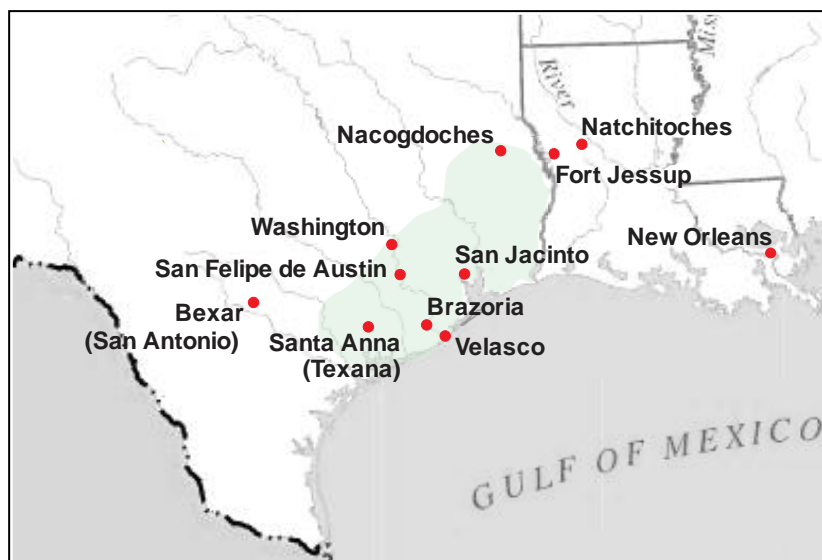 Missi
River
Nacogdoches
Natchitoches
Fort Jessup
Washington
New Orleans
San Jacinto
San Felipe de Austin
Bexar
(San Antonio)
Brazoria
Santa Anna
(Texana)
Velasco
GULF OF MEXICO